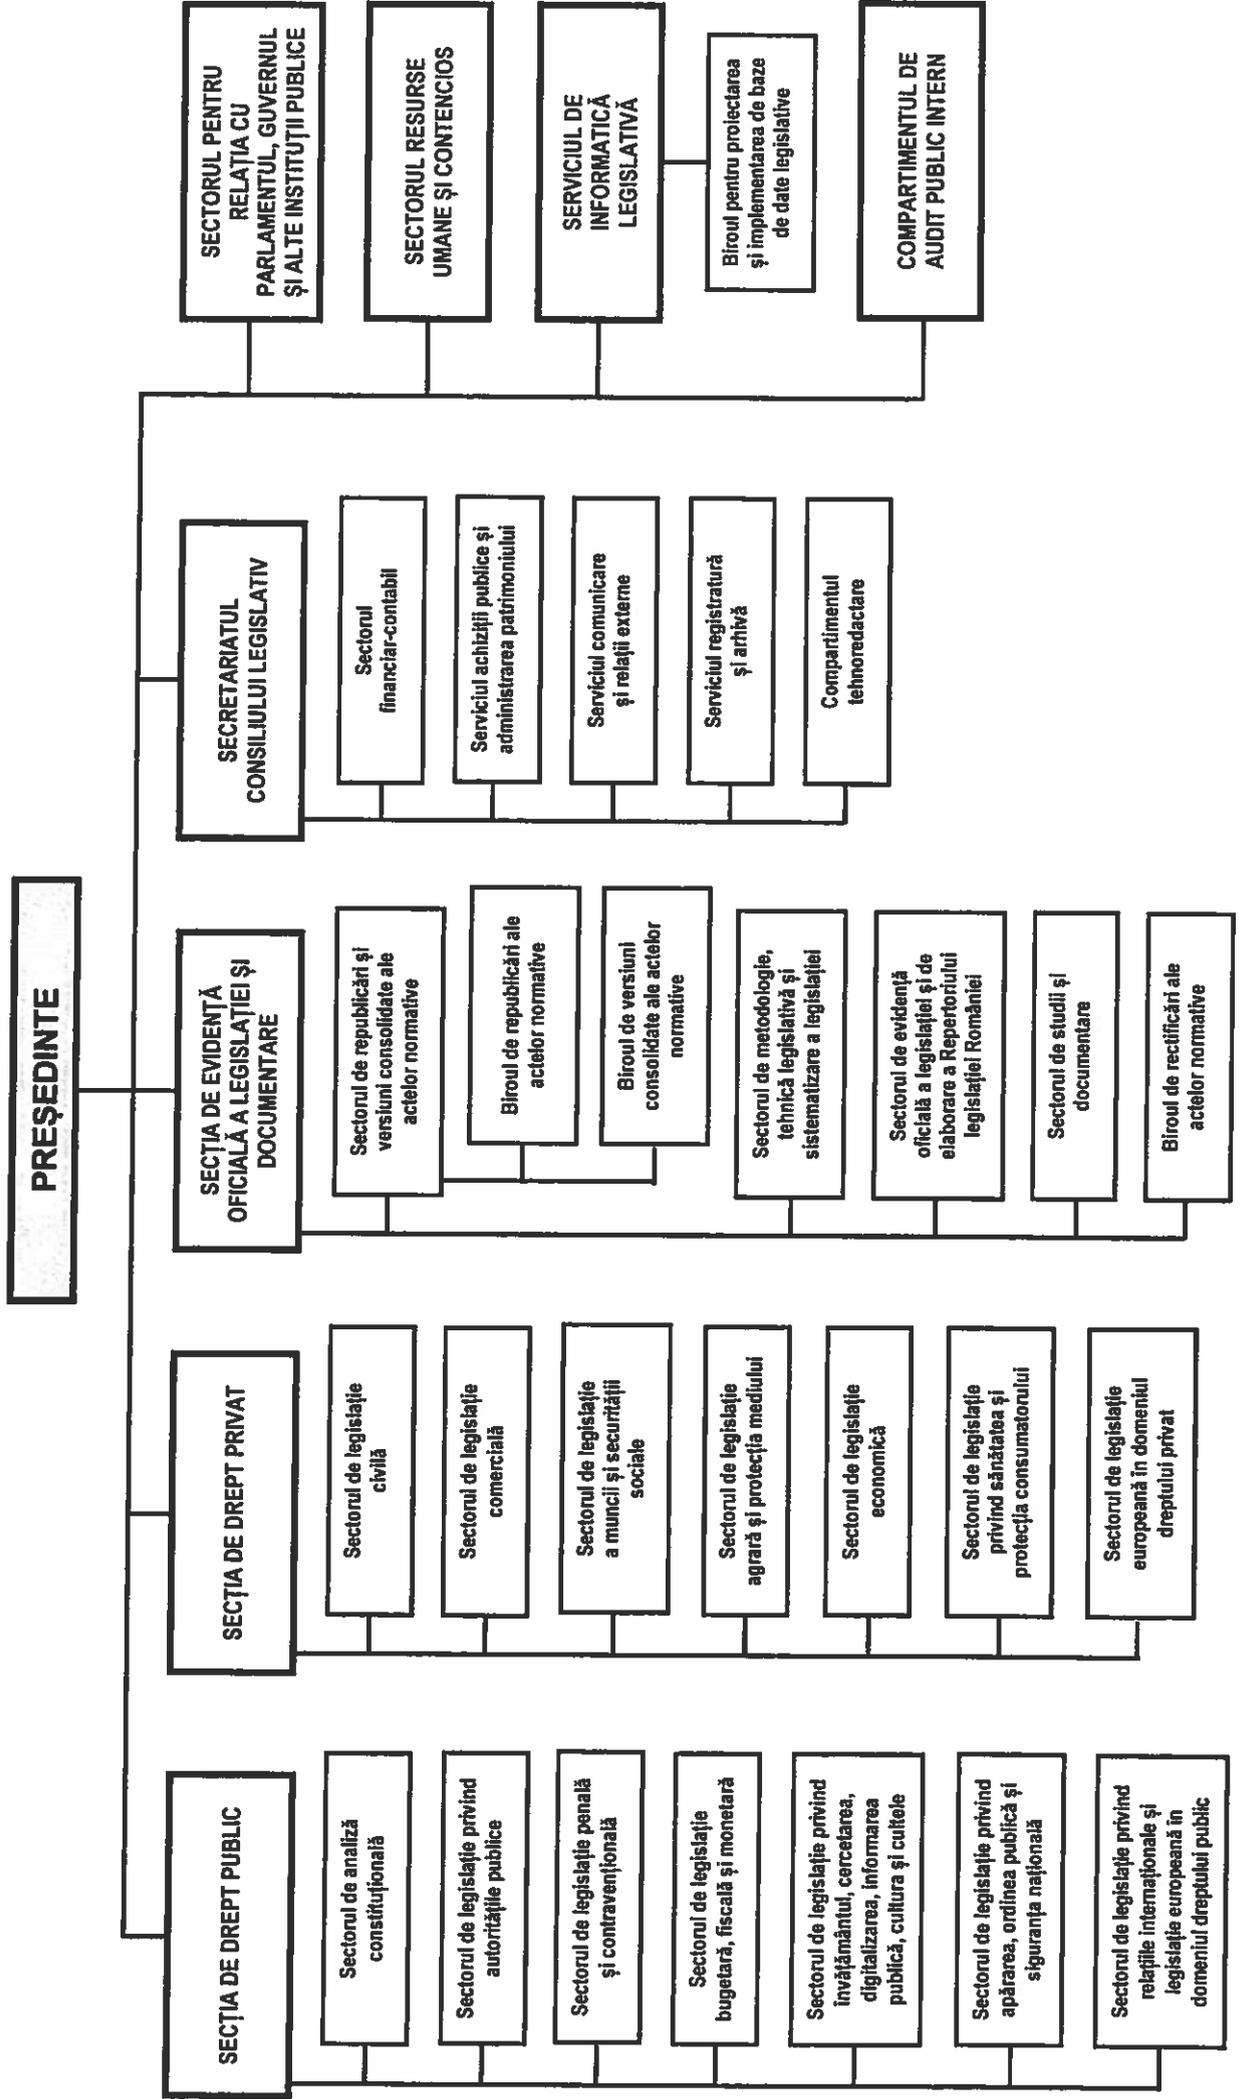 PREȘEDINTE
SECȚIA DE DREPT PUBLIC
Sectorul de analiză
constituțională
Sectorul de legislație privind
autoritățile publice
Sectorul de legislație penală
și contravențională
Sectorul de legislație
bugetară, fiscală și monetară
Sectorul de legislație privind
învățământul, cercetarea,
digitalizarea, informarea
publică, cultura și cultele
Sectorul de legislație privind
apărarea, ordinea publică și
siguranța națională
Sectorul de legislație privind
relațiile internaționale și
legislație europeană în
domeniul dreptului public
SECȚIA DE DREPT PRIVAT
Sectorul de legislație
civilă
Sectorul de legislație
comercială
Sectorul de legislație
a muncii și securității
sociale
Sectorul de legislație
agrară și protecția mediului
Sectorul de legislație
economică
Sectorul de legislație
privind sănătatea și
protecția consumatorului
Sectorul de legislație
europeană în domeniul
dreptului privat
SECȚIA DE EVIDENȚĂ
OFICIALĂ A LEGISLAȚIEI ȘI
DOCUMENTARE
Sectorul de republicări și
versiuni consolidate ale
actelor normative
Biroul de republicări ale
actelor normative
Biroul de versiuni
consolidate ale actelor
normative
Sectorul de metodologie,
tehnică legislativă și
sistematizare a legislației
Sectorul de evidență
oficială a legislației și de
elaborare a Repertoriului
legislației României
Sectorul de studii și
documentare
Biroul de rectificări ale
actelor normative
SECRETARIATUL
CONSILIULUI LEGISLATIV
Sectorul
financiar-contabil
Serviciul achiziții publice și
administrarea patrimoniului
Serviciul comunicare
și relații externe
Serviciul registratură
și arhivă
Compartimentul
tehnoredactare
SECTORUL PENTRU
RELAȚIA CU
PARLAMENTUL, GUVERNUL
ȘI ALTE INSTITUȚII PUBLICE
SECTORUL RESURSE
UMANE ȘI CONTENCIOS
SERVICIUL DE
INFORMATICĂ
LEGISLATIVĂ
Biroul pentru proiectarea
și implementarea de baze
de date legislative
COMPARTIMENTUL DE
AUDIT PUBLIC INTERN